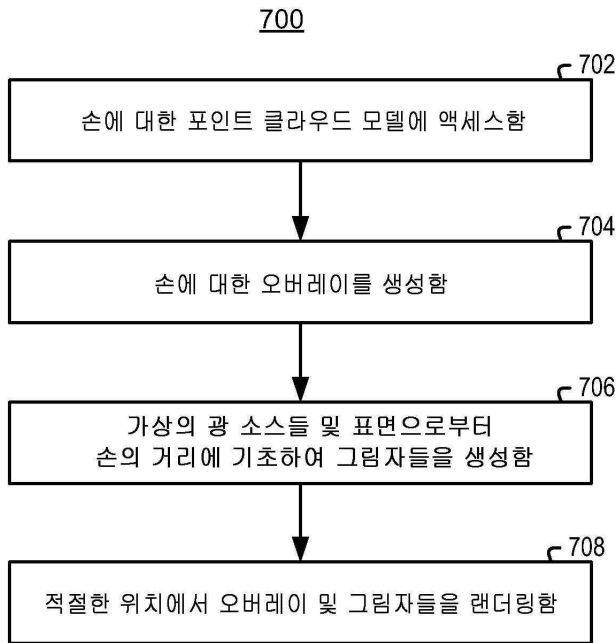 700
702
손에 대한 포인트 클라우드 모델에 액세스함
704
손에 대한 오버레이를 생성함
706
가상의 광 소스들 및 표면으로부터
손의 거리에 기초하여 그림자들을 생성함
708
적절한 위치에서 오버레이 및 그림자들을 랜더링함